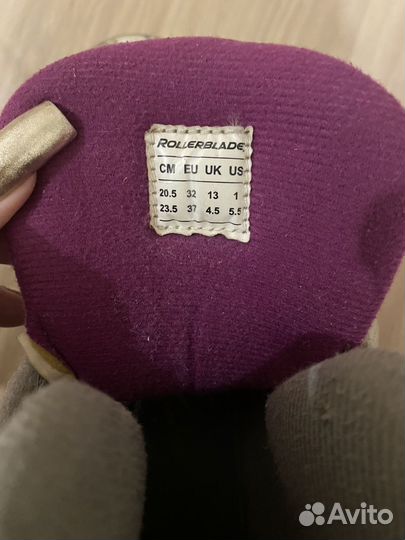 ROLLERBLADE
CM EU UK US
20.5 32 13 1
23.5 37 4.5 5.5
Avito